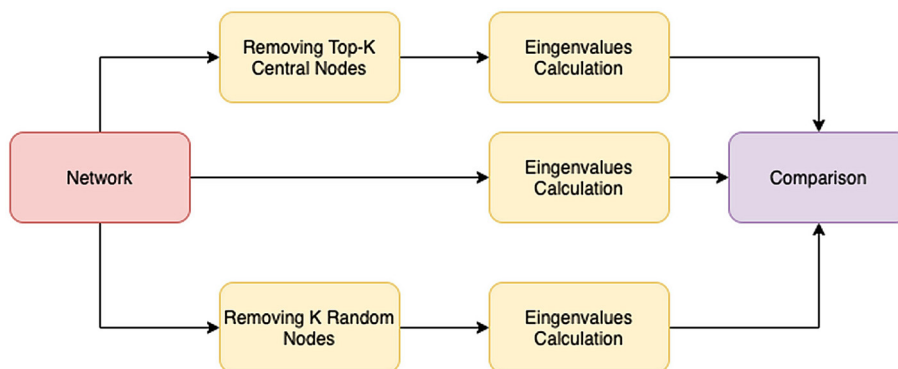 Removing Top-K
Central Nodes
Eingenvalues
Calculation
Network
Eingenvalues
Calculation
Comparison
Removing K Random
Nodes
Eingenvalues
Calculation